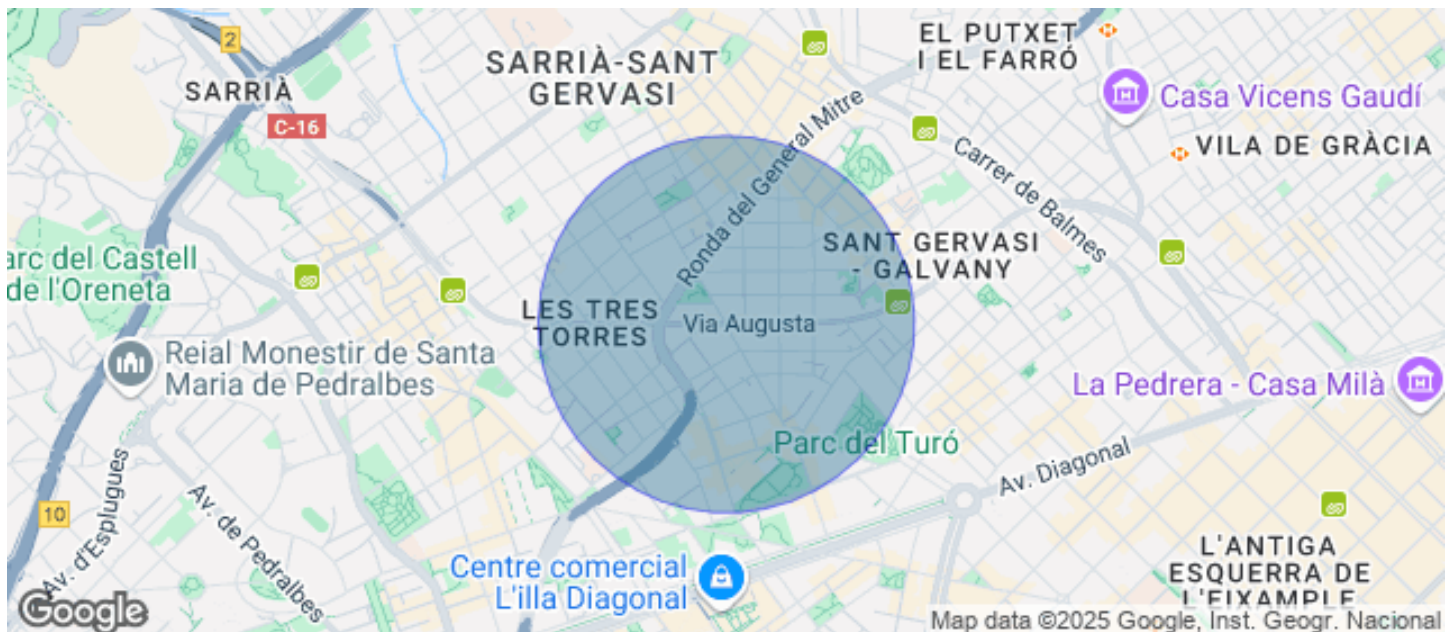 EL PUTXET
I EL FARRÓ
2
SARRIÀ-SANT
GERVASI
SARRIÀ
Casa Vicens Gaudí
C-16
Ronda del General Mitre
Carrer de Balmes
VILA DE GRÀCIA
SANT GERVASI
- GALVANY
arc del Castell
de l'Oreneta
LES TRES
TORRES
Via Augusta
Reial Monestir de Santa
Maria de Pedralbes
La Pedrera - Casa Milà
Parc del Turó
Av. Diagonal
10
Av. d'Esplugues
Av. de Pedralbes
Centre comercial
L'illa Diagonal
L'ANTIGA
ESQUERRA DE
L'EIXAMPLE
Google
Map data ©2025 Google, Inst. Geogr. Nacional